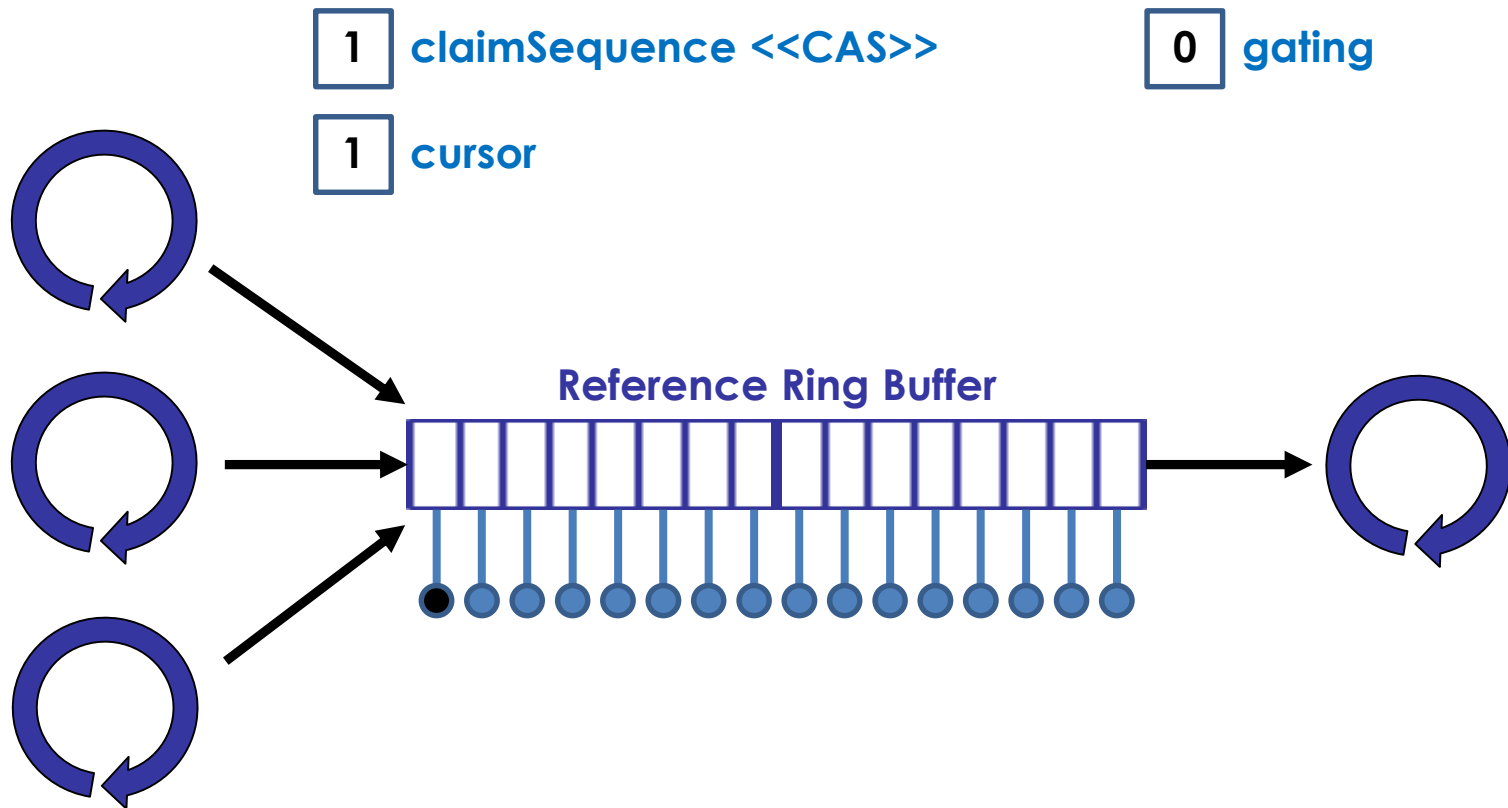 1 claimSequence <<CAS>>
0 gating
1 cursor
Reference Ring Buffer